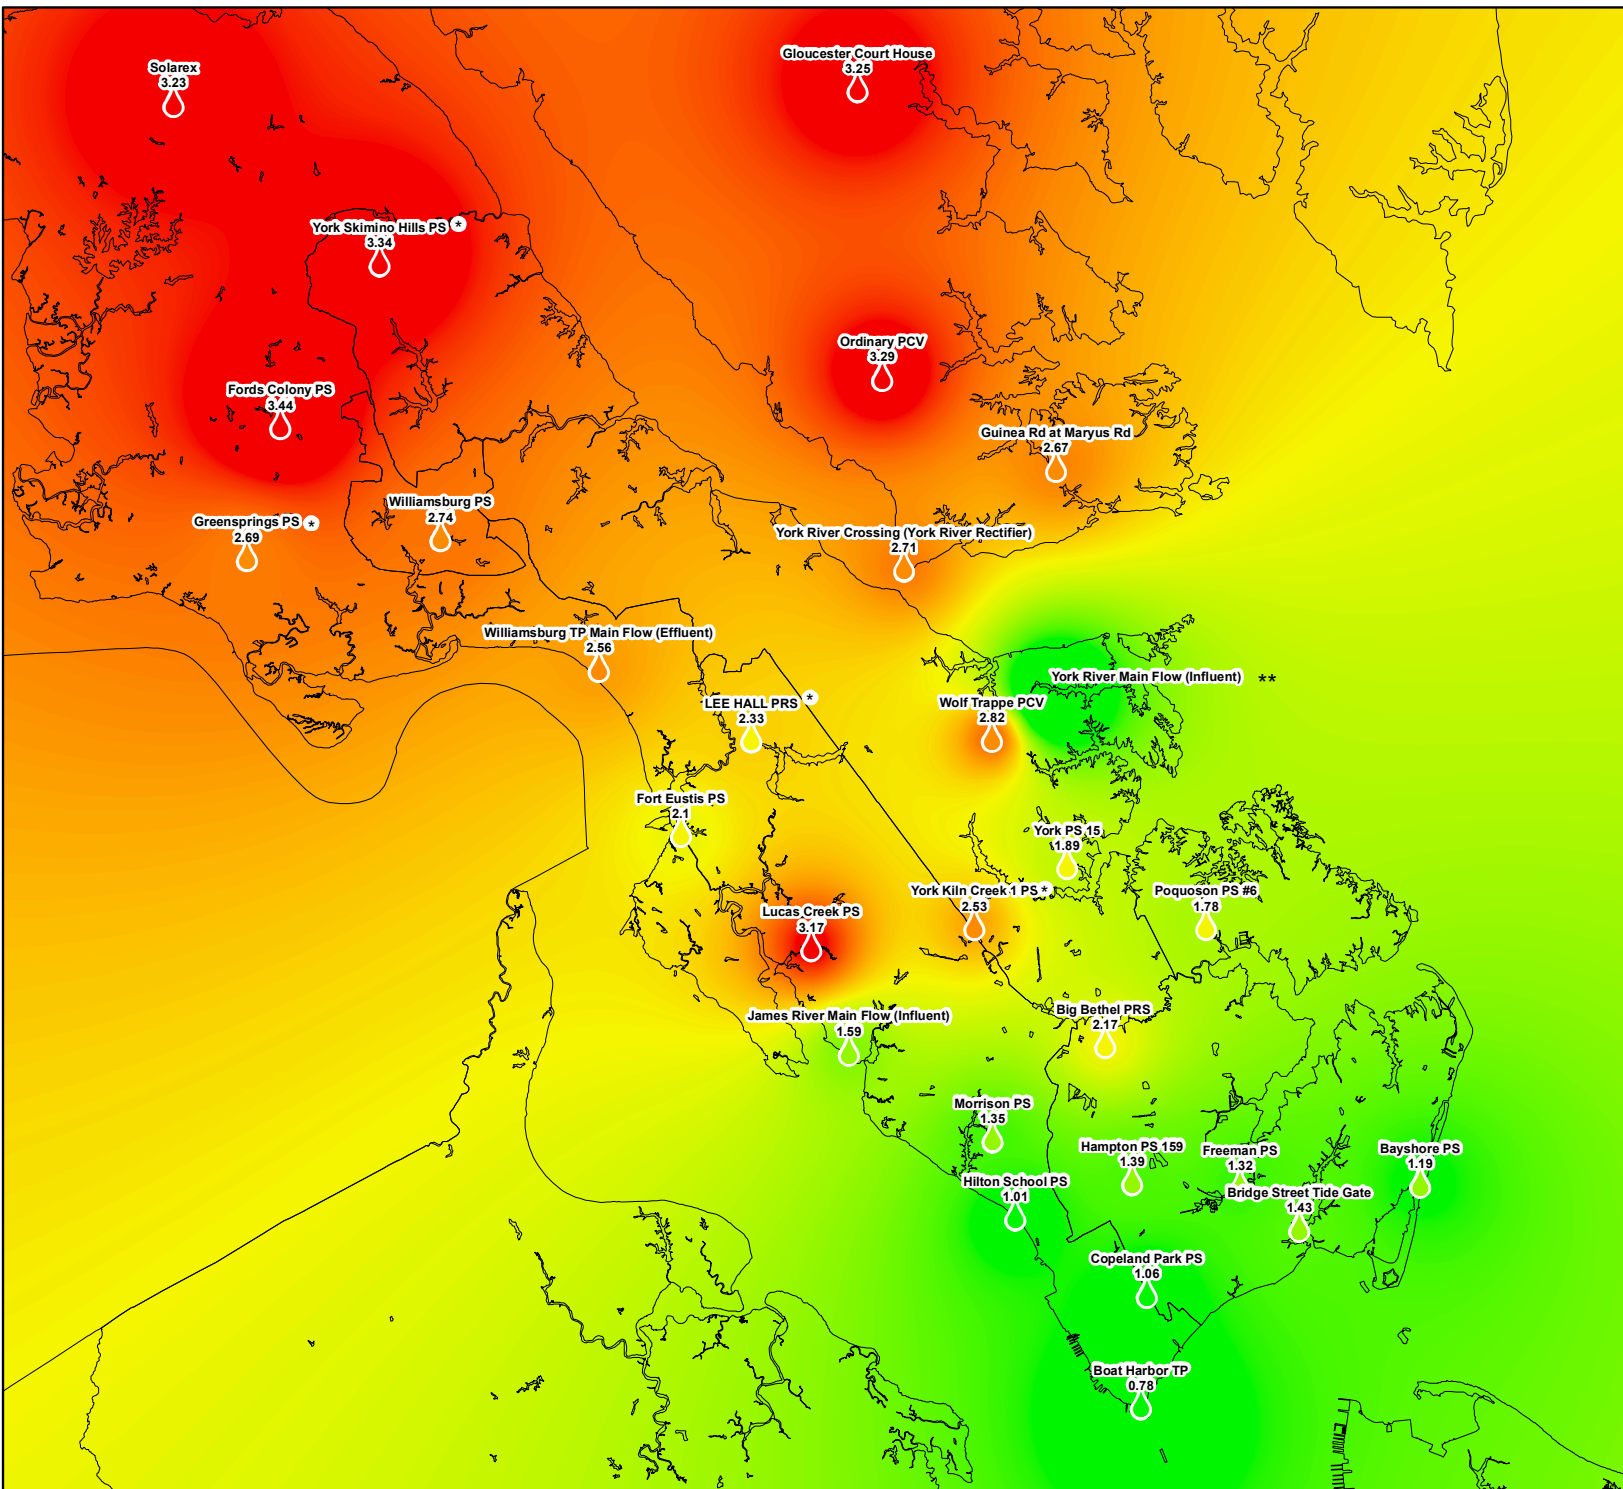 Gloucester Court House
3.25
Solarex
3.23
York Skimino Hills PS *
3.34
Ordinary PCV
3.29
Fords Colony PS
3.44
Guinea Rd at Maryus Rd
2.67
Williamsburg PS
2.74
Greensprings PS *
2.69
York River Crossing (York River Rectifier)
2.71
Williamsburg TP Main Flow (Effluent)
2.56
York River Main Flow (Influent) **
LEE HALL PRS *
2.33
Wolf Trappe PCV
2.82
Fort Eustis PS
2.1
York PS 15
1.89
York Kiln Creek 1 PS *
2.53
Poquoson PS #6
1.78
Lucas Creek PS
3.17
James River Main Flow (Influent)
1.59
Big Bethel PRS
2.17
Morrison PS
1.35
Hampton PS 159
1.39
Freeman PS
1.32
Bayshore PS
1.19
Hilton School PS
1.01
Bridge Street Tide Gate
1.43
Copeland Park PS
1.06
Boat Harbor TP
0.78